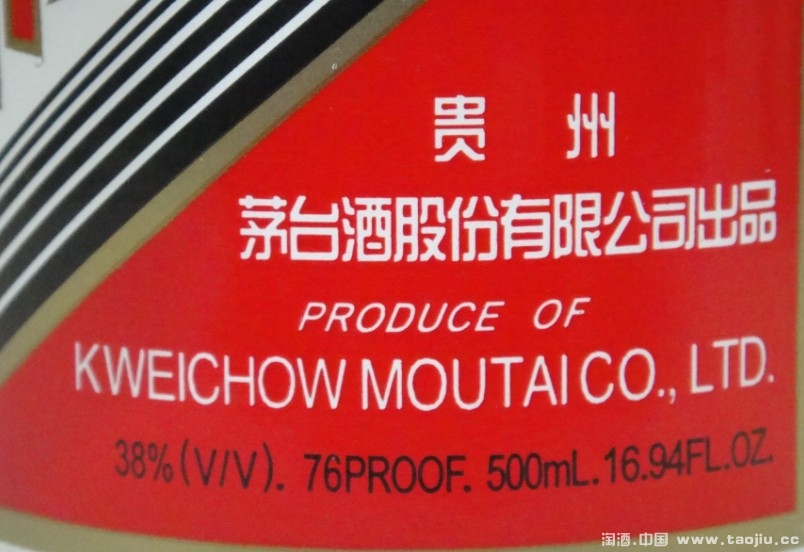 贵 州
茅台酒股份有限公司出品
PRODUCE OF
KWEICHOW MOUTAI CO., LTD.
38%(V/V). 76PROOF. 500mL. 16.94FL.OZ.
淘酒.中国 www.taojiu.cc